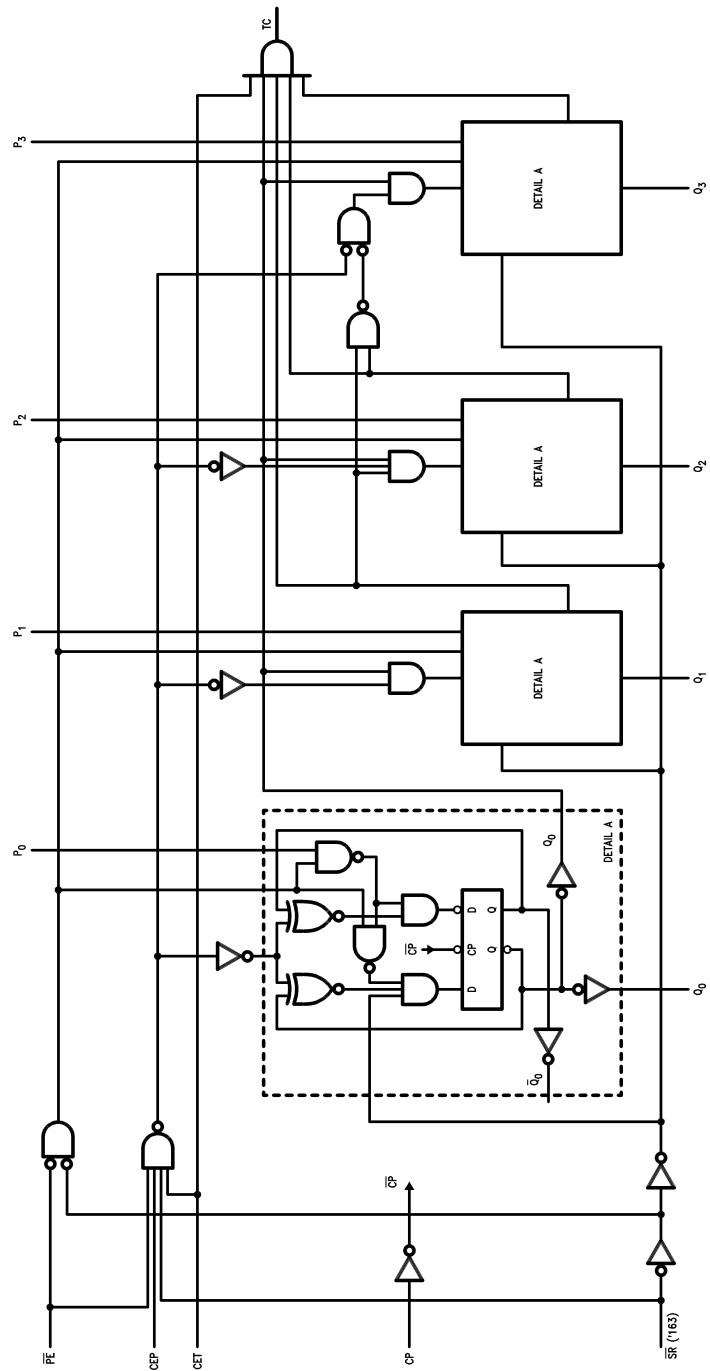 P̅E̅
CEP
CET
CP
S̅R̅ ('163)
C̅P̅
P₀
P₁
P₂
P₃
C̅P̅
D
CP
D
Q
Q
Q̅₀
Q₀
DETAIL A
DETAIL A
DETAIL A
DETAIL A
TC
Q₀
Q₁
Q₂
Q₃